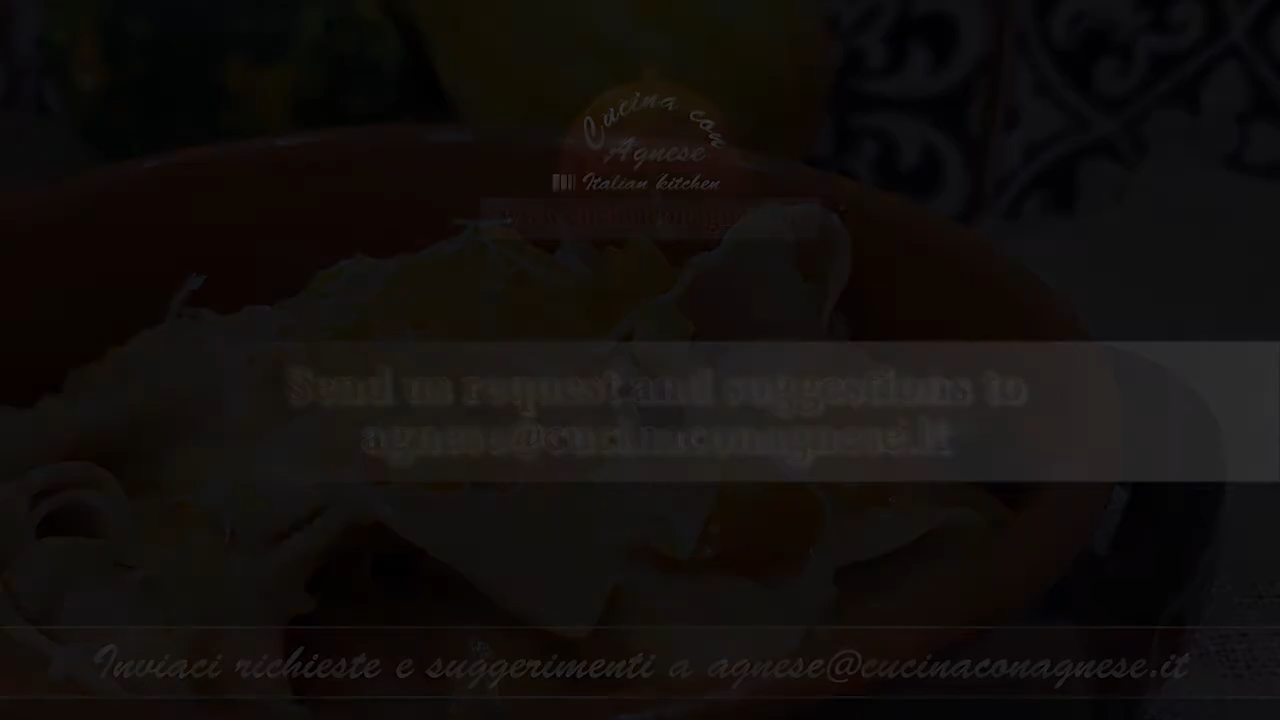 Cucina con
Agnese
Italian kitchen
Send us request and suggestions to
agnese@cucinaconagnese.it
Inviaci richieste e suggerimenti a agnese@cucinaconagnese.it